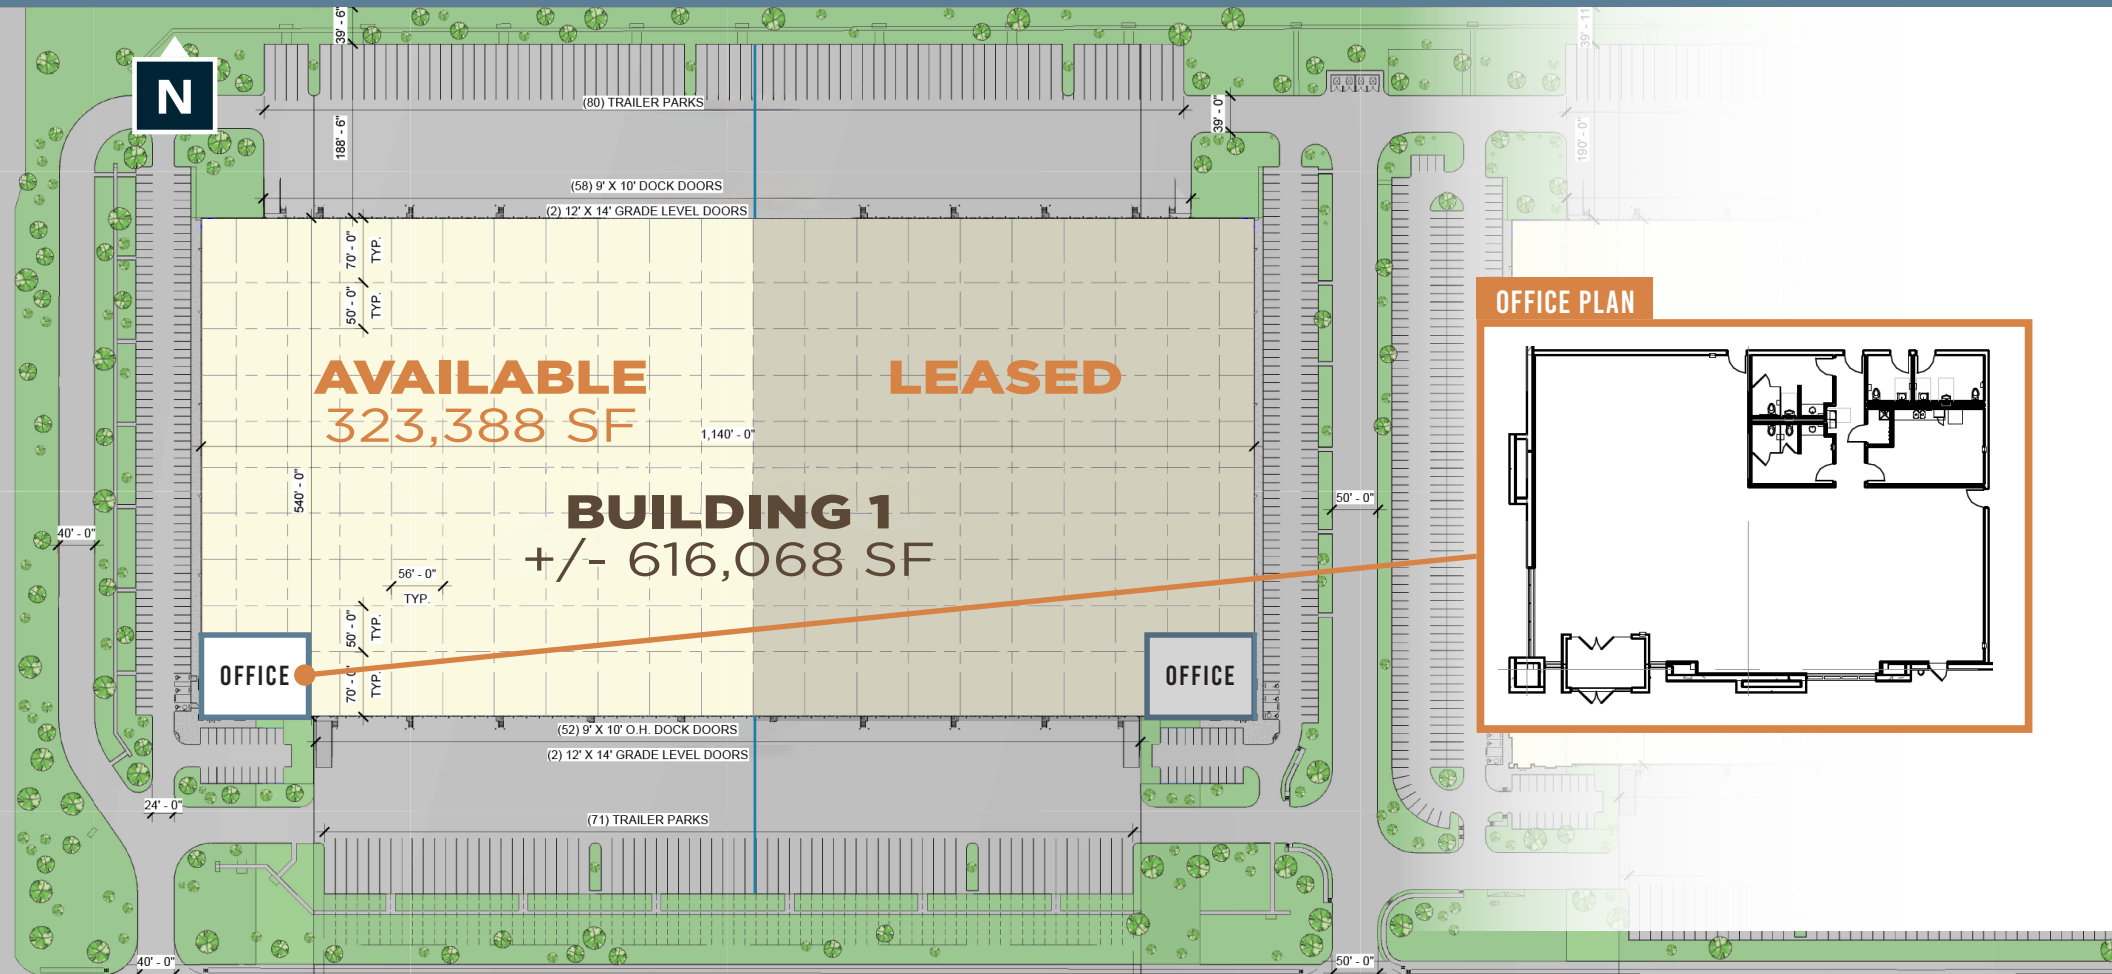 39' - 6"
39' - 11
N
(80) TRAILER PARKS
188' - 6"
39' - 0"
190' - 0"
(58) 9' X 10' DOCK DOORS
(2) 12' X 14' GRADE LEVEL DOORS
70' - 0"
TYP.
50' - 0"
TYP.
OFFICE PLAN
AVAILABLE
323,388 SF
LEASED
1,140' - 0"
540' - 0"
BUILDING 1
+/- 616,068 SF
50' - 0"
40' - 0"
56' - 0"
TYP.
50' - 0"
TYP.
OFFICE
70' - 0"
TYP.
OFFICE
(52) 9' X 10' O.H. DOCK DOORS
(2) 12' X 14' GRADE LEVEL DOORS
24' - 0"
(71) TRAILER PARKS
40' - 0"
50' - 0"